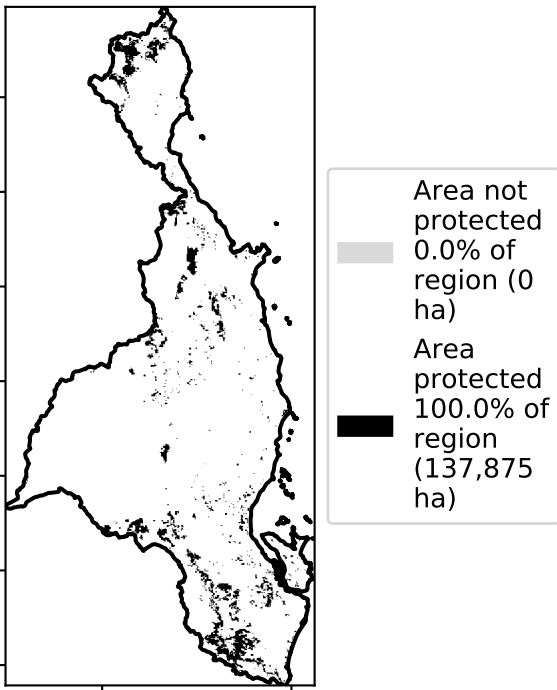 Area not
protected
0.0% of
region (0
ha)
Area
protected
100.0% of
region
(137,875
ha)